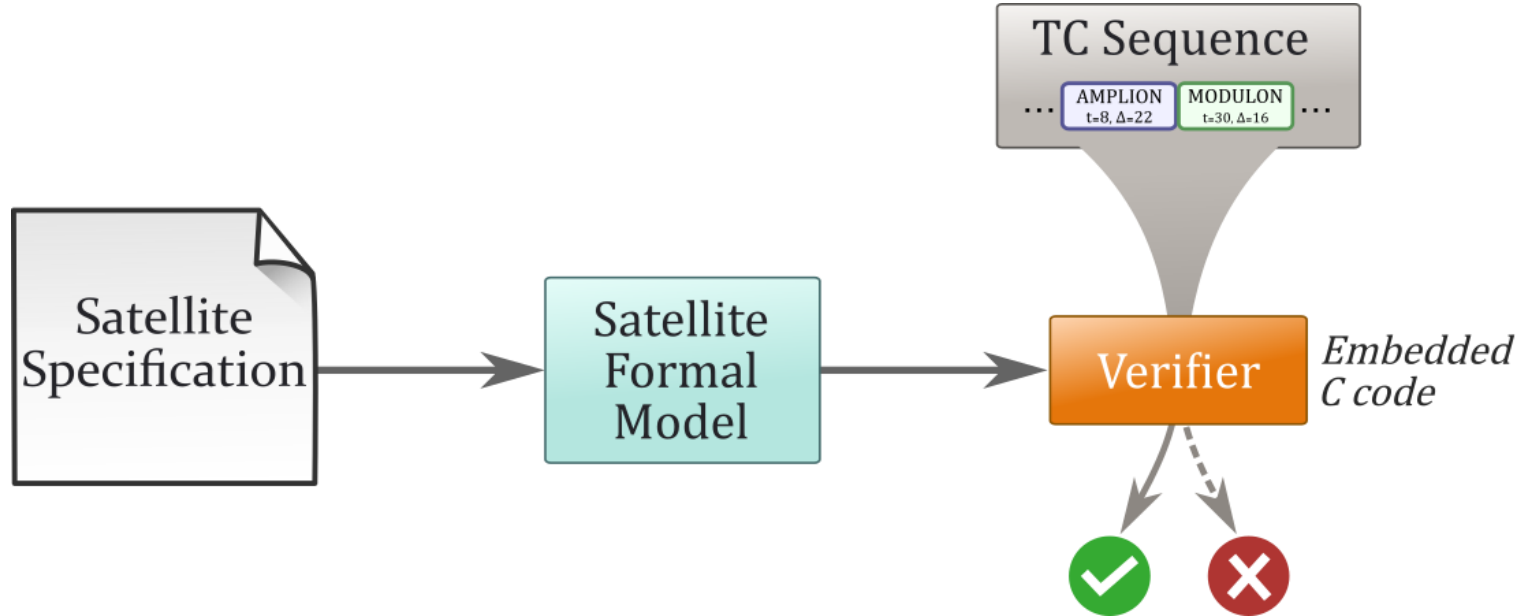 TC Sequence
... AMPLION MODULON ...
t=8, Δ=22 t=30, Δ=16
Satellite
Specification
Satellite
Formal
Model
Verifier
Embedded
C code